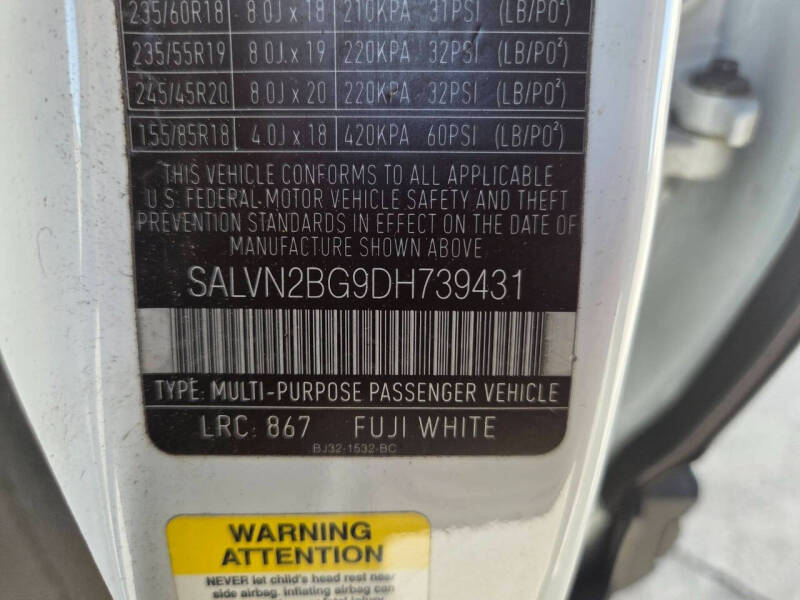 235/60R18 8.0J x 18 210KPA 31PSI (LB/PO²)
235/55R19 8.0J x 19 220KPA 32PSI (LB/PO²)
245/45R20 8.0J x 20 220KPA 32PSI (LB/PO²)
155/85R18 4.0J x 18 420KPA 60PSI (LB/PO²)
THIS VEHICLE CONFORMS TO ALL APPLICABLE
U.S. FEDERAL MOTOR VEHICLE SAFETY AND THEFT
PREVENTION STANDARDS IN EFFECT ON THE DATE OF
MANUFACTURE SHOWN ABOVE
SALVN2BG9DH739431
TYPE: MULTI-PURPOSE PASSENGER VEHICLE
LRC: 867 FUJI WHITE
BJ32-1532-BC
WARNING
ATTENTION
NEVER let child's head rest near
side airbag. Inflating airbag can